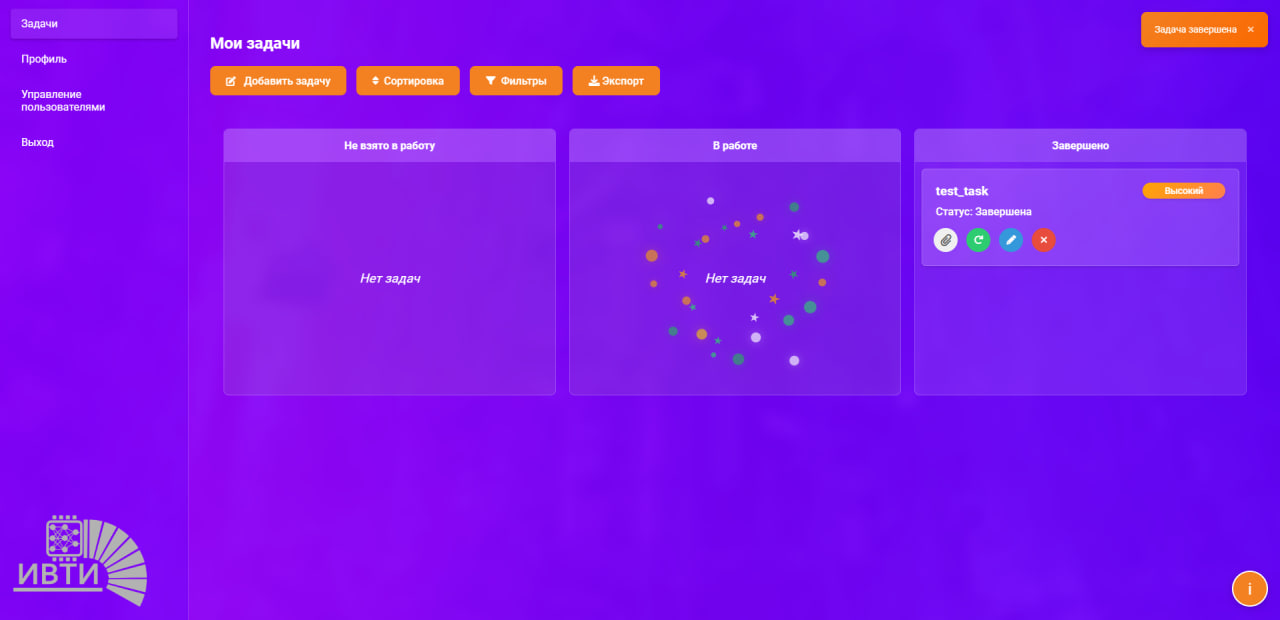 Задачи
Профиль
Управление
пользователями
Выход
Мои задачи
Добавить задачу
Сортировка
Фильтры
Экспорт
Задача завершена ×
Не взято в работу
Нет задач
В работе
Нет задач
Завершено
test_task
Высокий
Статус: Завершена
ИВТИ
i